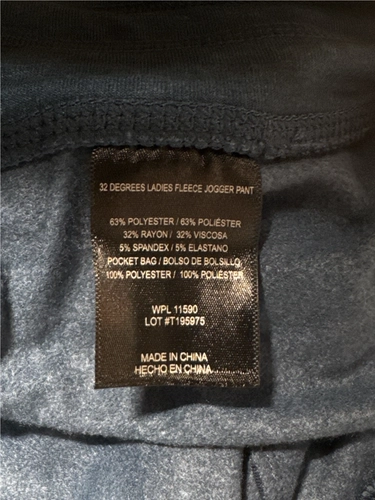 32 DEGREES LADIES FLEECE JOGGER PANT
63% POLYESTER / 63% POLIÉSTER
32% RAYON / 32% VISCOSA
5% SPANDEX / 5% ELASTANO
POCKET BAG / BOLSO DE BOLSILLO
100% POLYESTER / 100% POLIÉSTER
WPL 11590
LOT #T195975
MADE IN CHINA
HECHO EN CHINA